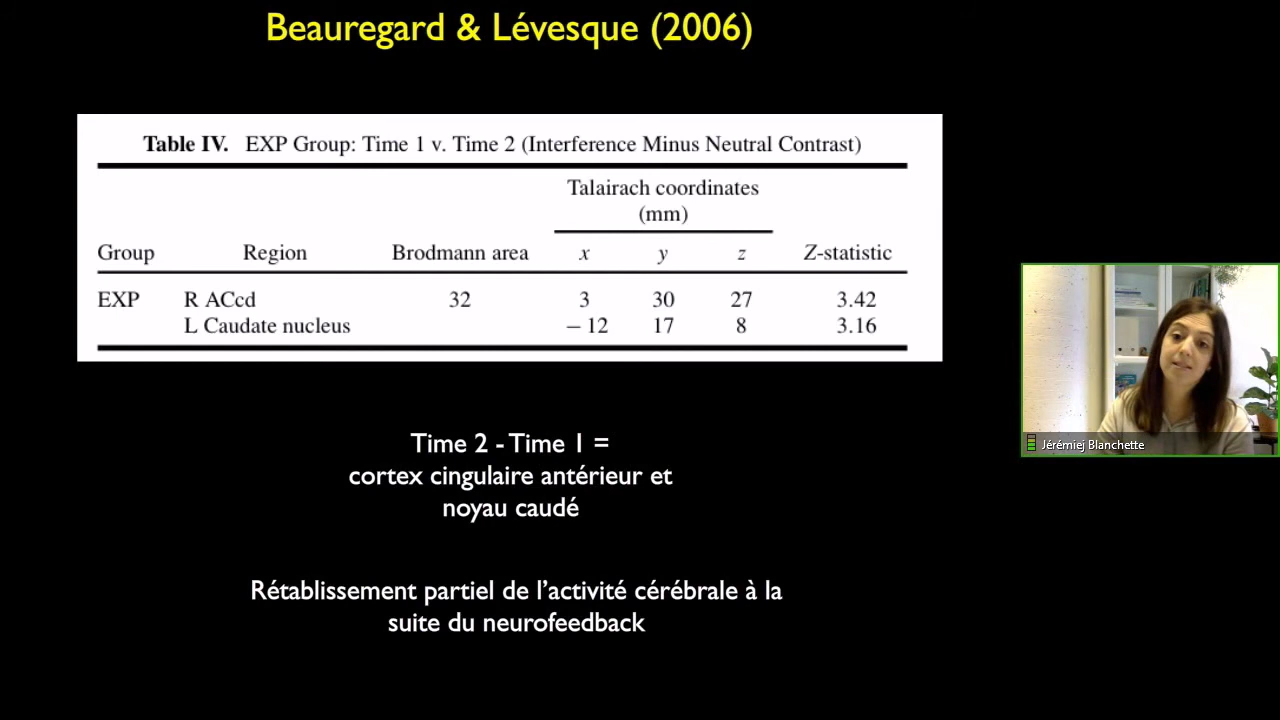 Beauregard & Lévesque (2006)
Table IV. EXP Group: Time 1 v. Time 2 (Interference Minus Neutral Contrast)
Talairach coordinates
(mm)
Group Region Brodmann area x y z Z-statistic
EXP R ACcd 32 3 30 27 3.42
L Caudate nucleus − 12 17 8 3.16
Time 2 - Time 1 =
cortex cingulaire antérieur et
noyau caudé
Rétablissement partiel de l’activité cérébrale à la
suite du neurofeedback
Jérémiej Blanchette